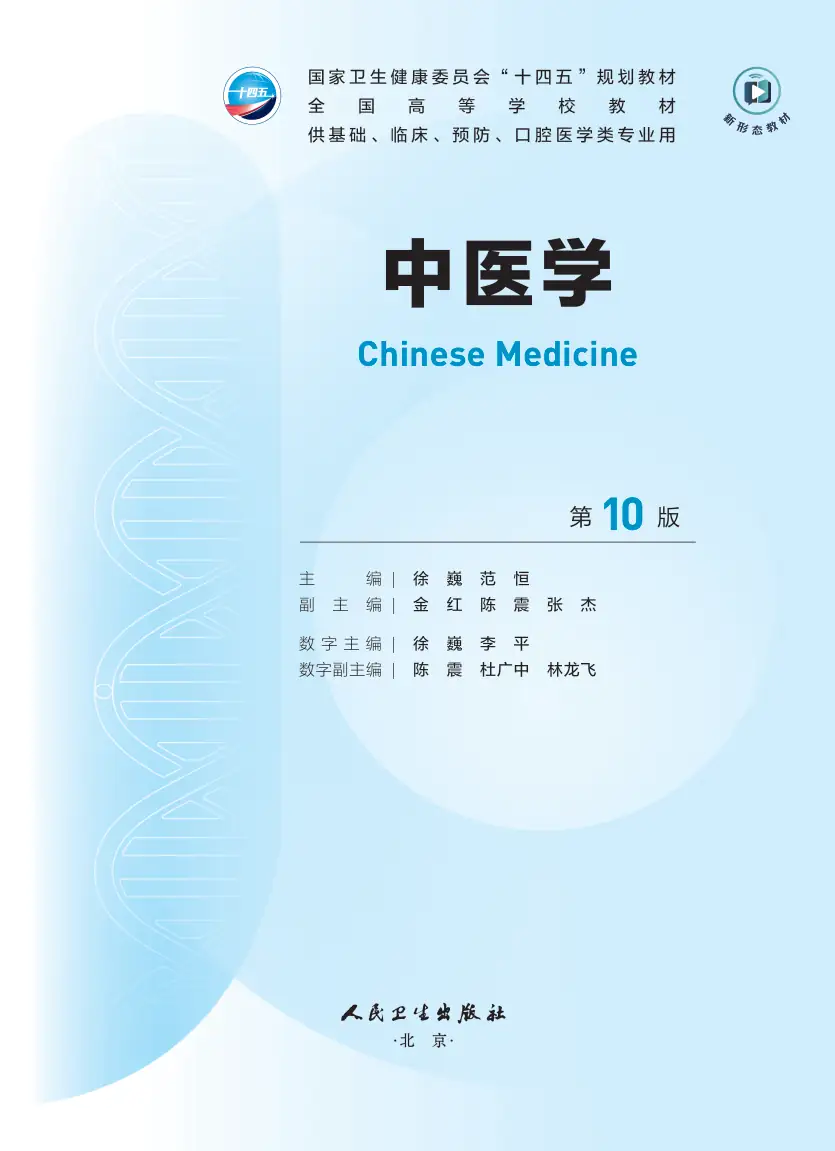 十四五
国家卫生健康委员会“十四五”规划教材
全国高等学校教材
供基础、临床、预防、口腔医学类专业用
新形态教材
中医学
Chinese Medicine
第10版
主编 | 徐巍 范恒
副主编 | 金红 陈震 张杰
数字主编 | 徐巍 李平
数字副主编 | 陈震 杜广中 林龙飞
人民卫生出版社
·北京·